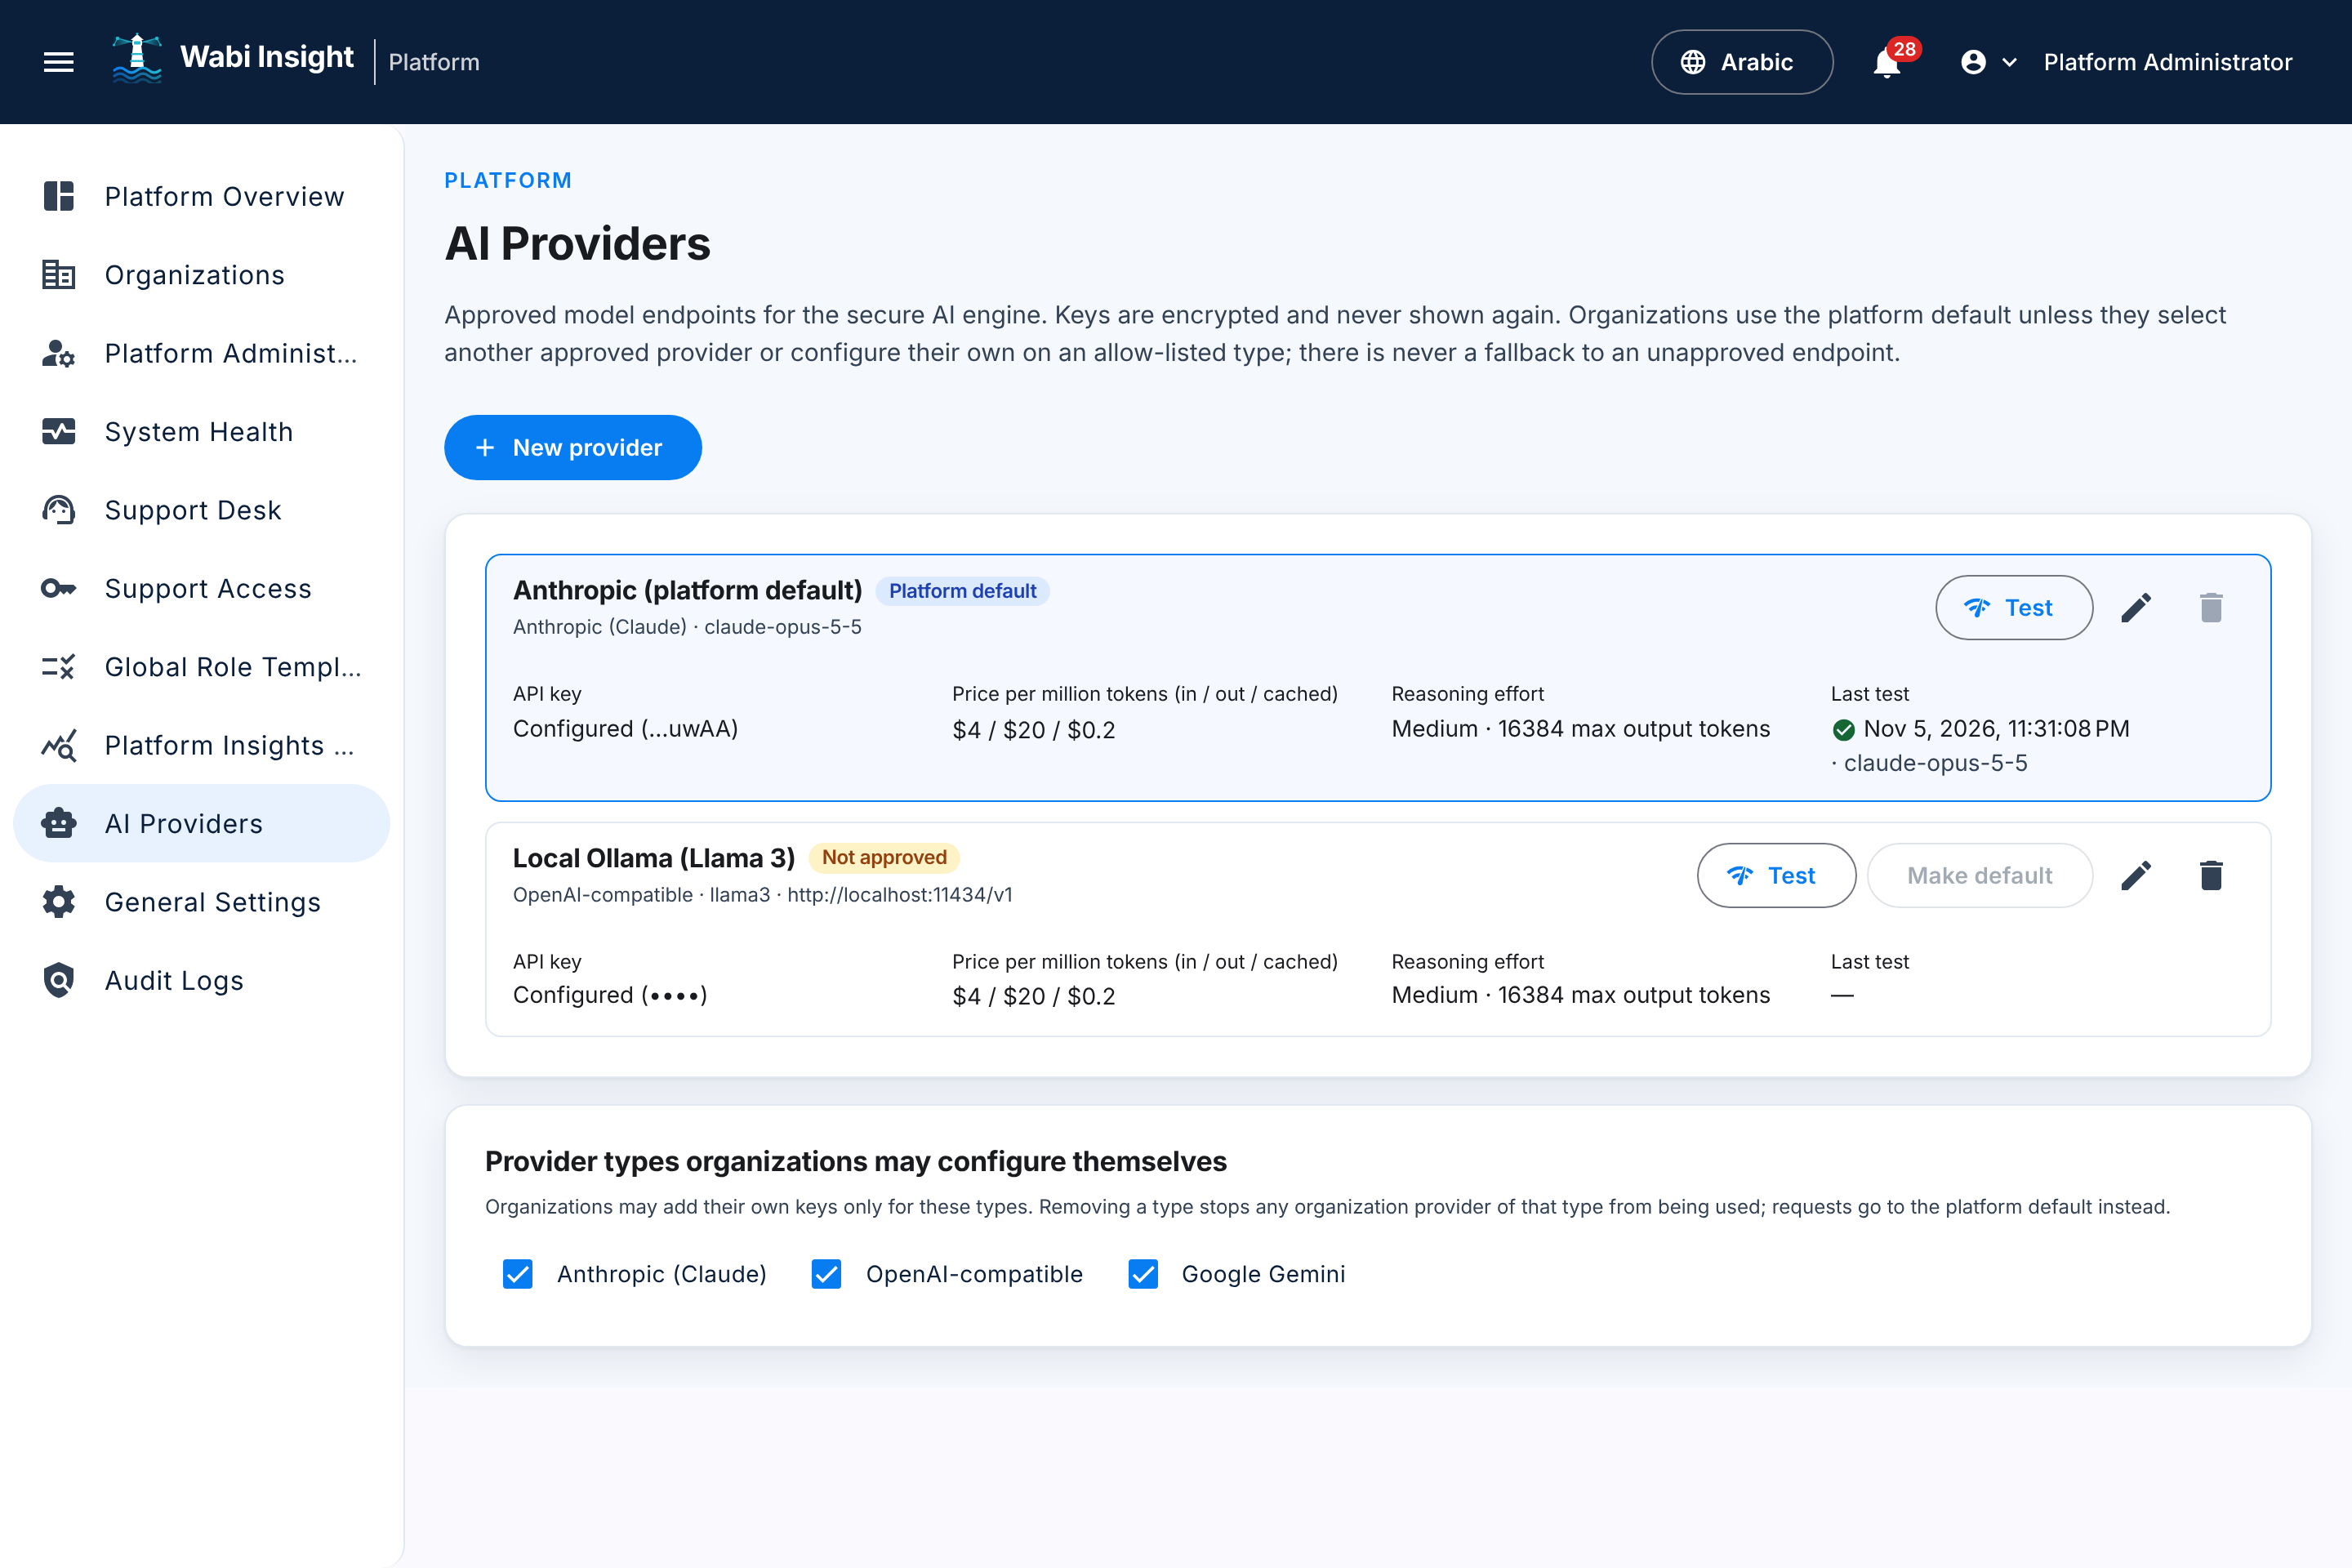 Wabi Insight
Platform
Arabic
28
Platform Administrator
Platform Overview
Organizations
Platform Administ...
System Health
Support Desk
Support Access
Global Role Templ...
Platform Insights ...
AI Providers
General Settings
Audit Logs
PLATFORM
AI Providers
Approved model endpoints for the secure AI engine. Keys are encrypted and never shown again. Organizations use the platform default unless they select
another approved provider or configure their own on an allow-listed type; there is never a fallback to an unapproved endpoint.
+ New provider
Anthropic (platform default) Platform default
Anthropic (Claude) · claude-opus-5-5
Test
API key
Configured (...uwAA)
Price per million tokens (in / out / cached)
$4 / $20 / $0.2
Reasoning effort
Medium · 16384 max output tokens
Last test
Nov 5, 2026, 11:31:08 PM
· claude-opus-5-5
Local Ollama (Llama 3) Not approved
OpenAI-compatible · llama3 · http://localhost:11434/v1
Test
Make default
API key
Configured (••••)
Price per million tokens (in / out / cached)
$4 / $20 / $0.2
Reasoning effort
Medium · 16384 max output tokens
Last test
—
Provider types organizations may configure themselves
Organizations may add their own keys only for these types. Removing a type stops any organization provider of that type from being used; requests go to the platform default instead.
Anthropic (Claude)
OpenAI-compatible
Google Gemini